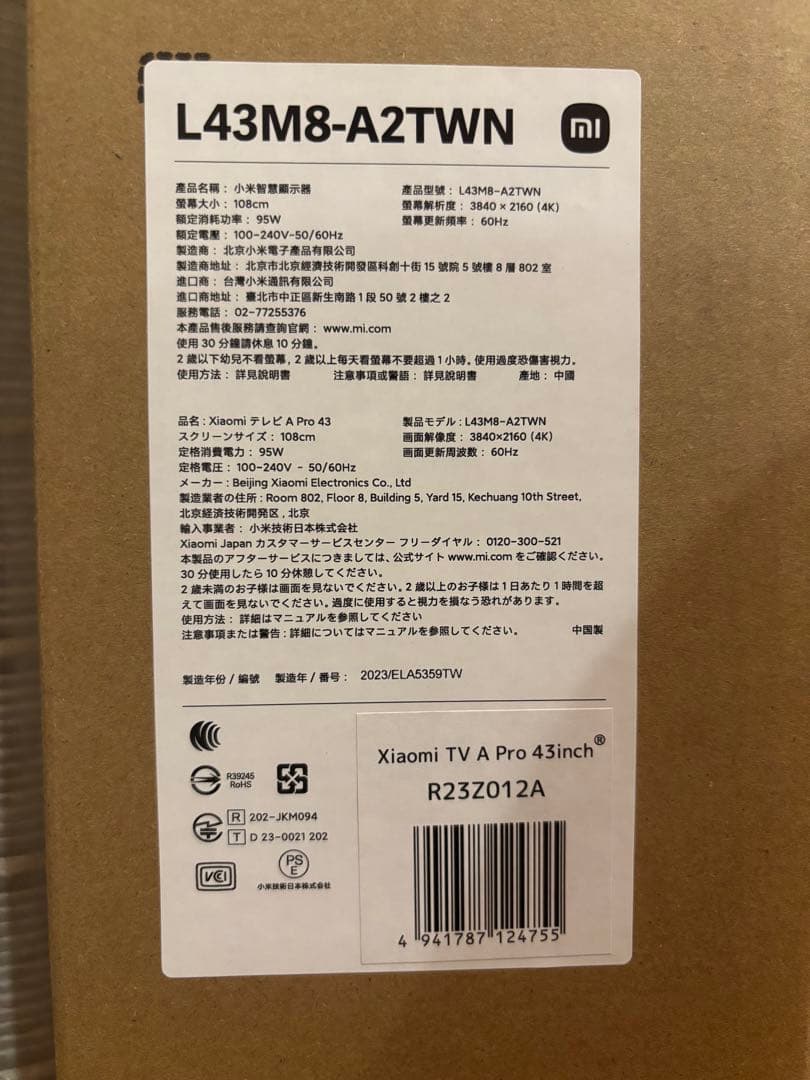 L43M8-A2TWN
mi
產品名稱：小米智慧顯示器
產品型號：L43M8-A2TWN
螢幕大小：108cm
螢幕解析度：3840 × 2160 (4K)
額定消耗功率：95W
螢幕更新頻率：60Hz
額定電壓：100-240V~50/60Hz
製造商：北京小米電子產品有限公司
製造商地址：北京市北京經濟技術開發區科創十街 15 號院 5 號樓 8 層 802 室
進口商：台灣小米通訊有限公司
進口商地址：臺北市中正區新生南路 1 段 50 號 2 樓之 2
服務電話：02-77255376
本產品售後服務請查詢官網：www.mi.com
使用 30 分鐘請休息 10 分鐘。
2 歲以下幼兒不看螢幕，2 歲以上每天看螢幕不要超過 1 小時。使用過度恐傷害視力。
使用方法：詳見說明書 注意事項或警語：詳見說明書 產地：中國
品名：Xiaomi テレビ A Pro 43
製品モデル：L43M8-A2TWN
スクリーンサイズ：108cm
画面解像度：3840×2160 (4K)
定格消費電力：95W
画面更新周波数：60Hz
定格電圧：100-240V ~ 50/60Hz
メーカー：Beijing Xiaomi Electronics Co., Ltd
製造業者の住所：Room 802, Floor 8, Building 5, Yard 15, Kechuang 10th Street,
北京経済技術開発区 , 北京
輸入事業者：小米技術日本株式会社
Xiaomi Japan カスタマーサービスセンター フリーダイヤル：0120-300-521
本製品のアフターサービスにつきましては、公式サイト www.mi.com をご確認ください。
30 分使用したら 10 分休憩してください。
2 歳未満のお子様は画面を見ないでください。2 歳以上のお子様は 1 日あたり 1 時間を超
えて画面を見ないでください。過度に使用すると視力を損なう恐れがあります。
使用方法：詳細はマニュアルを参照してください
注意事項または警告：詳細についてはマニュアルを参照してください。 中国製
製造年份 / 編號 製造年 / 番号：2023/ELA5359TW
R39245
RoHS
R 202-JKM094
T D 23-0021 202
VCI
PS
E
小米技術日本株式会社
Xiaomi TV A Pro 43inch®
R23Z012A
4 941787 124755